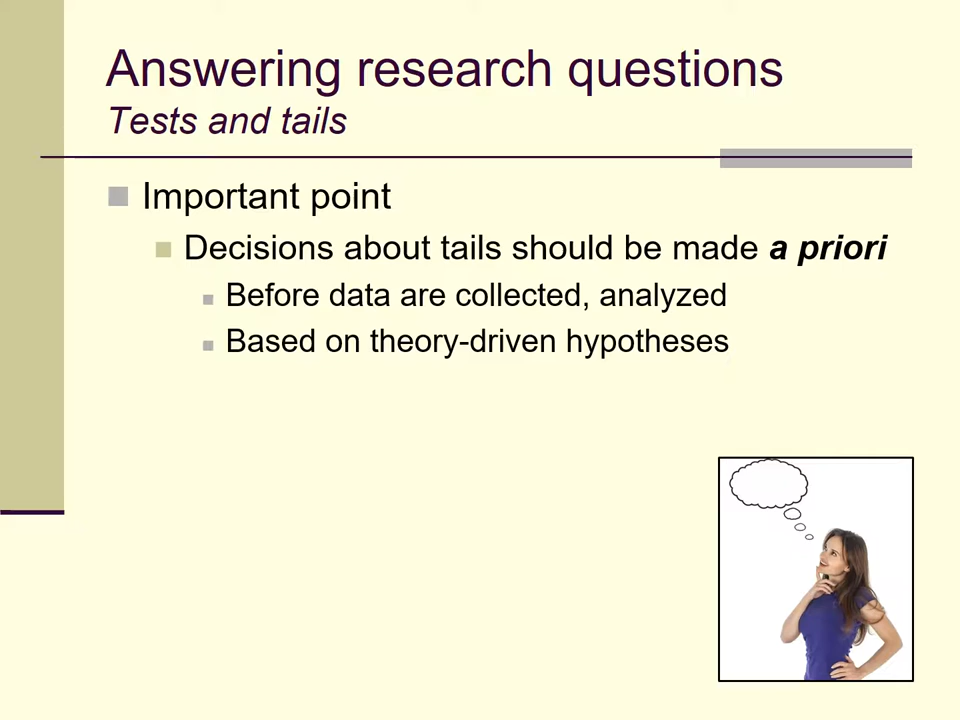 Answering research questions
Tests and tails
Important point
Decisions about tails should be made a priori
Before data are collected, analyzed
Based on theory-driven hypotheses